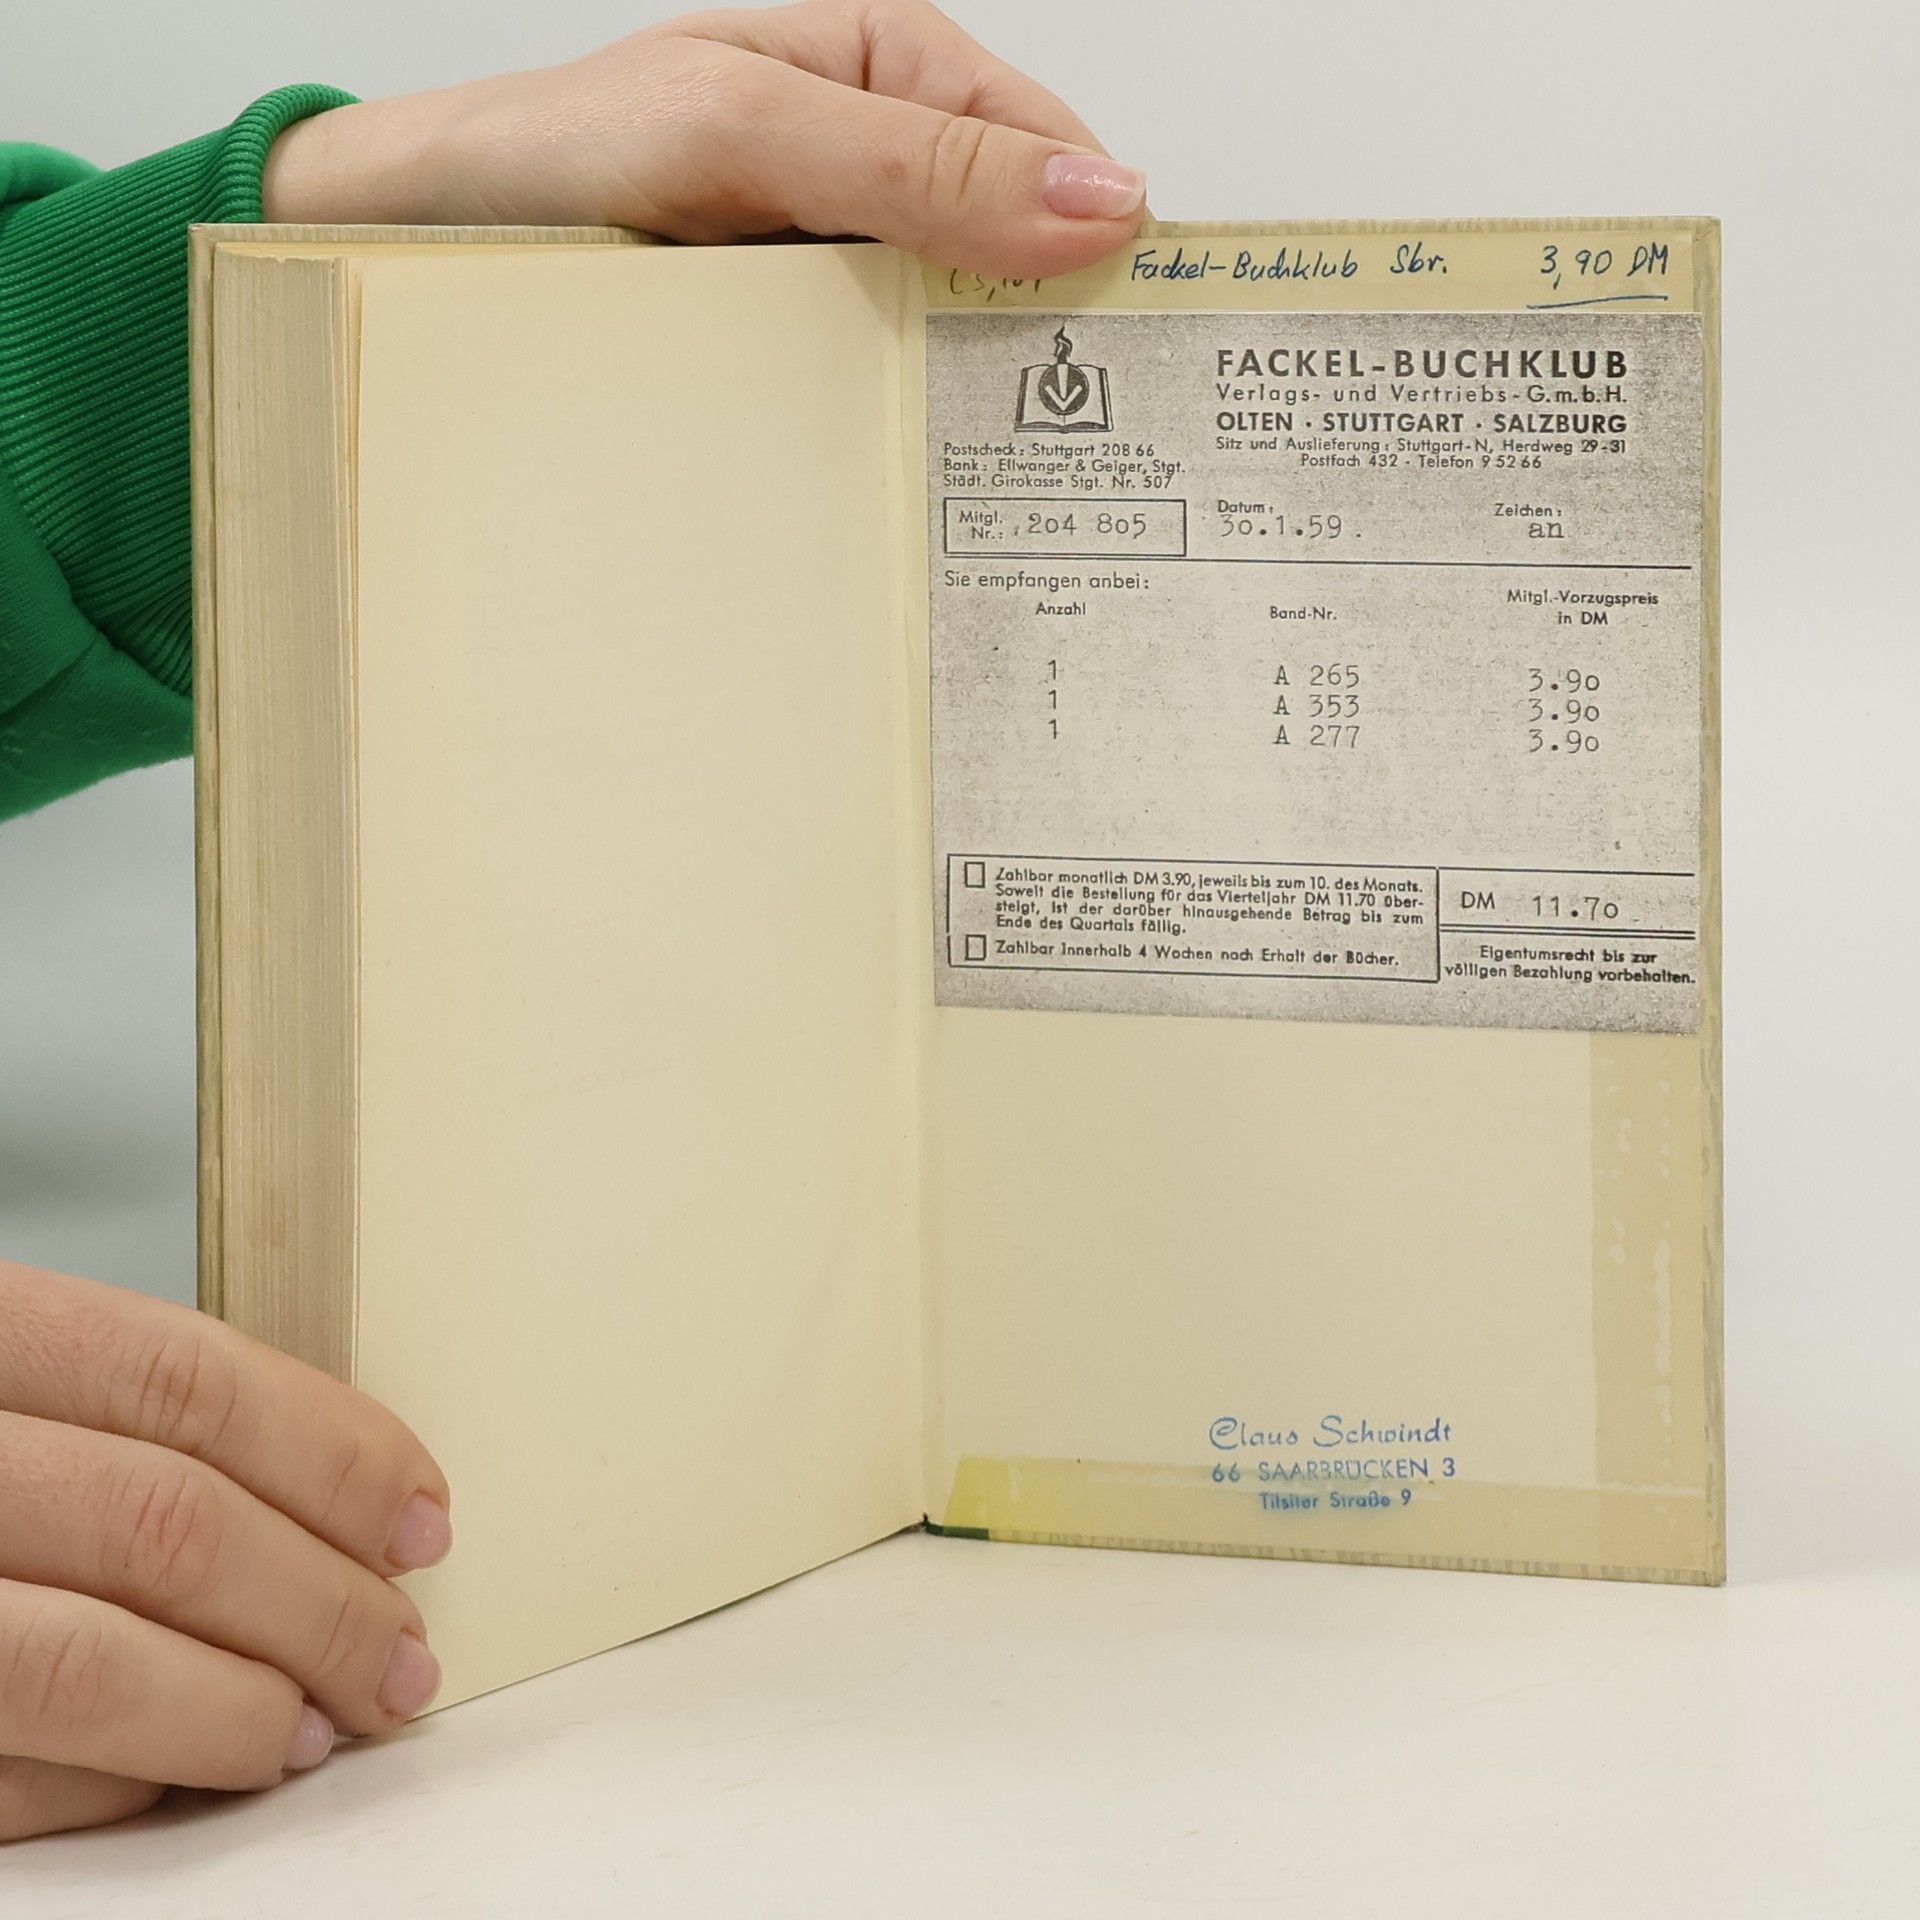 Fackel-Buchklub Sbr. 3,90 DM
FACKEL-BUCHKLUB
Verlags- und Vertriebs-G.m.b.H.
OLTEN · STUTTGART · SALZBURG
Sitz und Auslieferung: Stuttgart-N, Herdweg 29-31
Postfach 432 - Telefon 9 52 66
Postscheck: Stuttgart 208 66
Bank: Ellwanger & Geiger, Stgt.
Städt. Girokasse Stgt. Nr. 507
Mitgl. Nr.: 204 805
Datum: 30.1.59.
Zeichen: an
Sie empfangen anbei:
Anzahl Band-Nr. Mitgl.-Vorzugspreis in DM
1 A 265 3.90
1 A 353 3.90
1 A 277 3.90
Zahlbar monatlich DM 3.90, jeweils bis zum 10. des Monats.
Soweit die Bestellung für das Vierteljahr DM 11.70 über-
steigt, ist der darüber hinausgehende Betrag bis zum
Ende des Quartals fällig.
Zahlbar innerhalb 4 Wochen nach Erhalt der Bücher.
DM 11.70
Eigentumsrecht bis zur
völligen Bezahlung vorbehalten.
Claus Schwindt
66 SAARBRÜCKEN 3
Tilsiter Straße 9